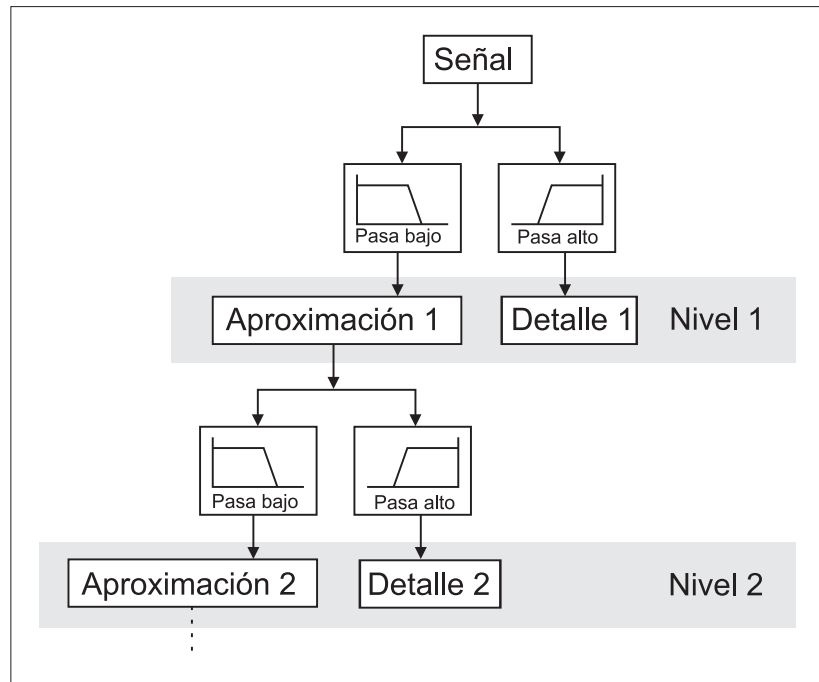 Señal
Pasa bajo
Pasa alto
Aproximación 1
Detalle 1
Nivel 1
Pasa bajo
Pasa alto
Aproximación 2
Detalle 2
Nivel 2